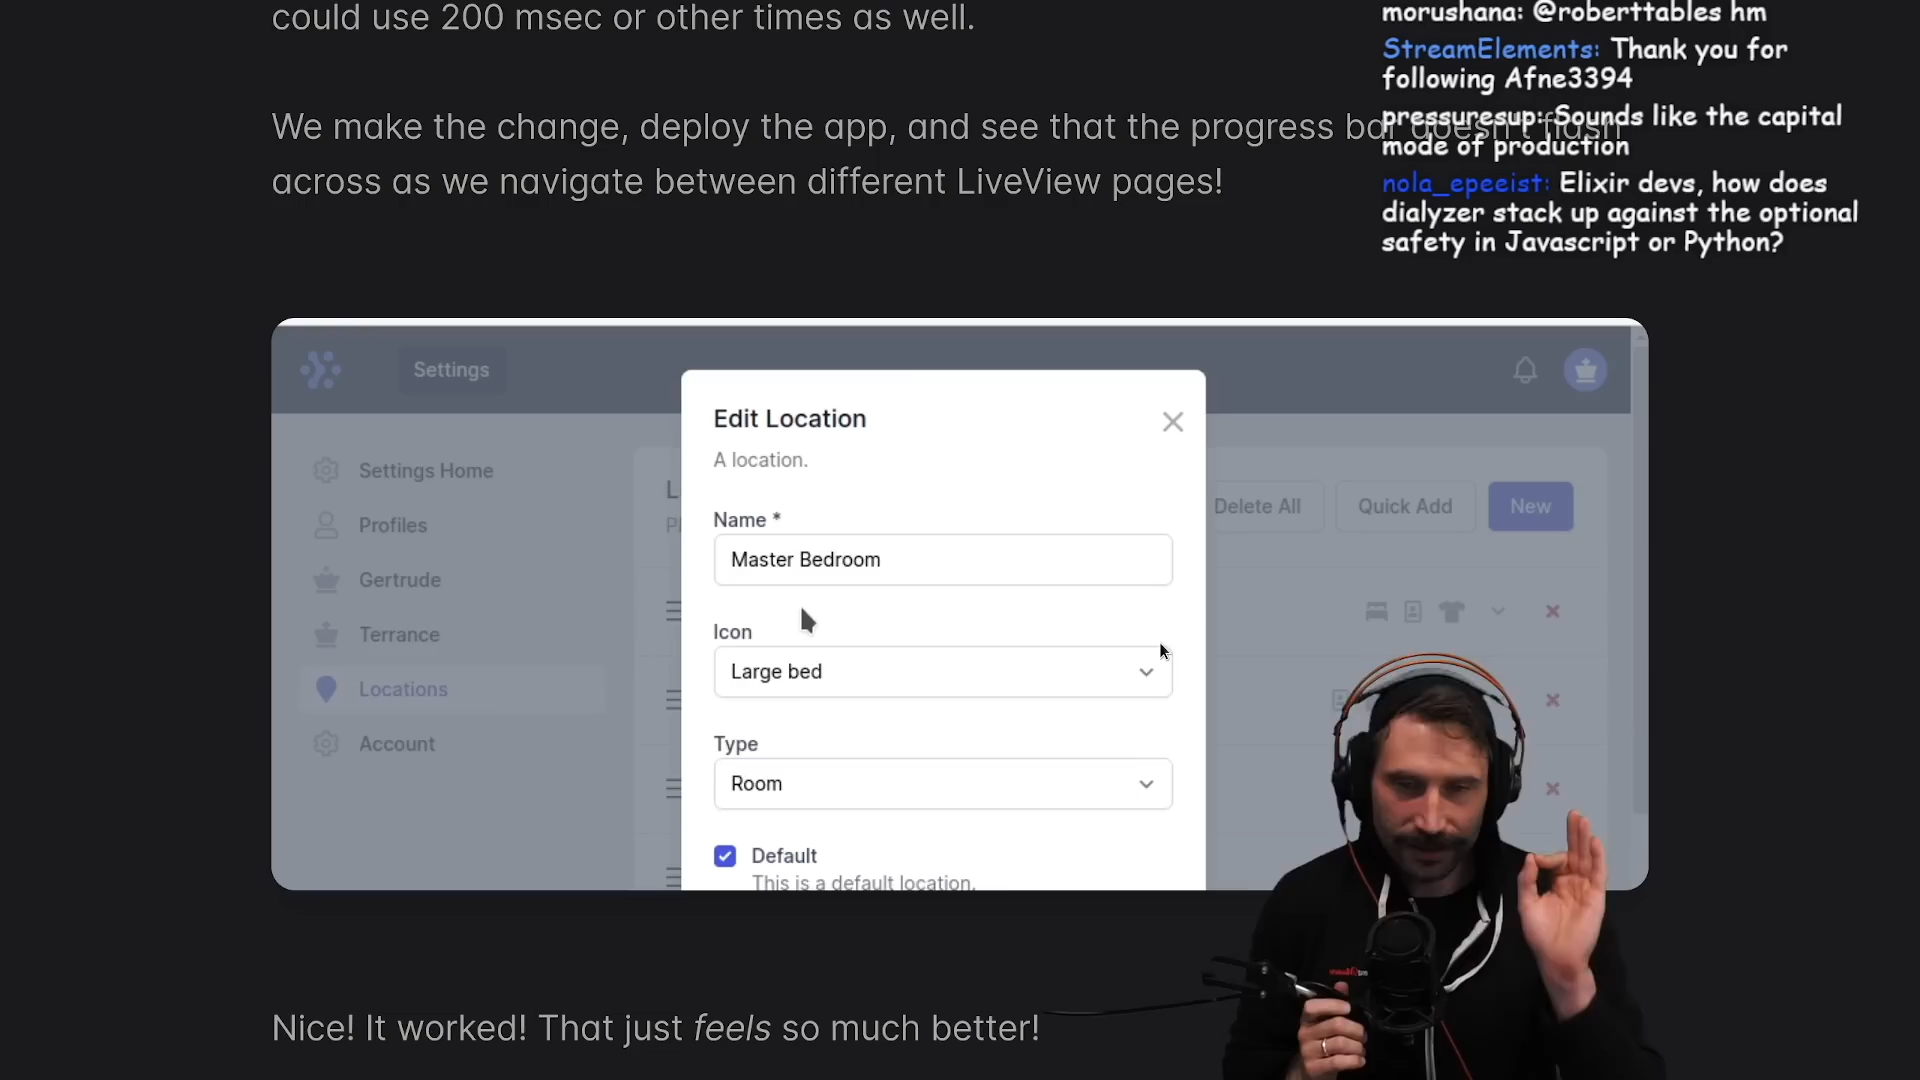 could use 200 msec or other times as well.
We make the change, deploy the app, and see that the progress bar doesn't flash
across as we navigate between different LiveView pages!
morushana: @roberttables hm
StreamElements: Thank you for
following Afne3394
pressuresup: Sounds like the capital
mode of production
nola_epeeist: Elixir devs, how does
dialyzer stack up against the optional
safety in Javascript or Python?
Settings
Settings Home
Profiles
Gertrude
Terrance
Locations
Account
Delete All
Quick Add
New
Edit Location
A location.
Name *
Master Bedroom
Icon
Large bed
Type
Room
Default
This is a default location.
Nice! It worked! That just feels so much better!